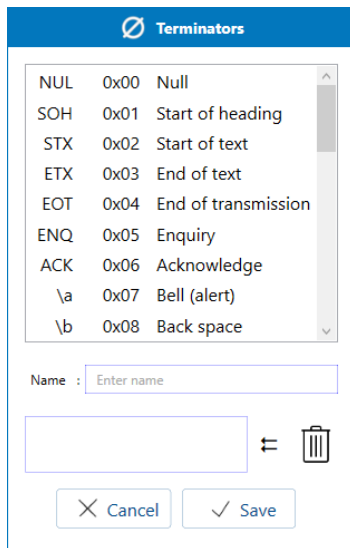 Terminators
NUL 0x00 Null
SOH 0x01 Start of heading
STX 0x02 Start of text
ETX 0x03 End of text
EOT 0x04 End of transmission
ENQ 0x05 Enquiry
ACK 0x06 Acknowledge
\a 0x07 Bell (alert)
\b 0x08 Back space
Name : Enter name
Cancel Save